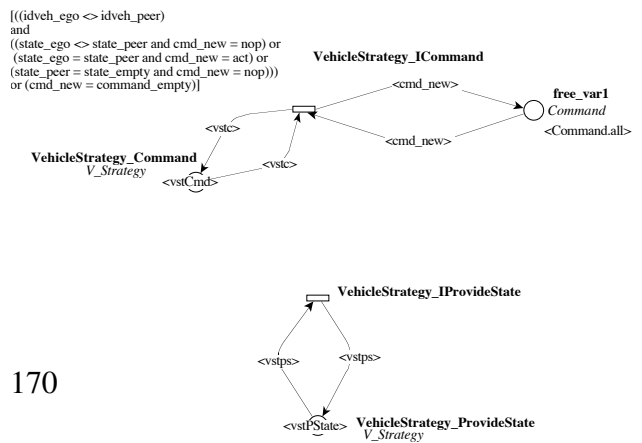 [((idveh_ego <> idveh_peer)
and
((state_ego <> state_peer and cmd_new = nop) or
(state_ego = state_peer and cmd_new = act) or
(state_peer = state_empty and cmd_new = nop)))
or (cmd_new = command_empty)]
VehicleStrategy_ICommand
<cmd_new>
free_var1
Command
<Command.all>
<vstc>
<cmd_new>
VehicleStrategy_Command
V_Strategy
<vstc>
<vstCmd>
VehicleStrategy_IProvideState
<vstps>
<vstps>
170
<vstPState>
VehicleStrategy_ProvideState
V_Strategy